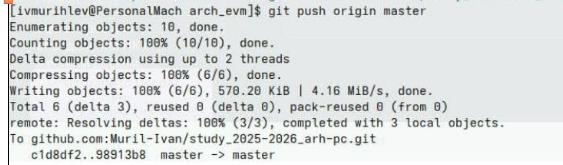 [ivmurihlev@PersonalMach arch_evm]$ git push origin master
Enumerating objects: 10, done.
Counting objects: 100% (10/10), done.
Delta compression using up to 2 threads
Compressing objects: 100% (6/6), done.
Writing objects: 100% (6/6), 570.20 KiB | 4.16 MiB/s, done.
Total 6 (delta 3), reused 0 (delta 0), pack-reused 0 (from 0)
remote: Resolving deltas: 100% (3/3), completed with 3 local objects.
To github.com:Muril-Ivan/study_2025-2026_arh-pc.git
   c1d8df2..98913b8  master -> master